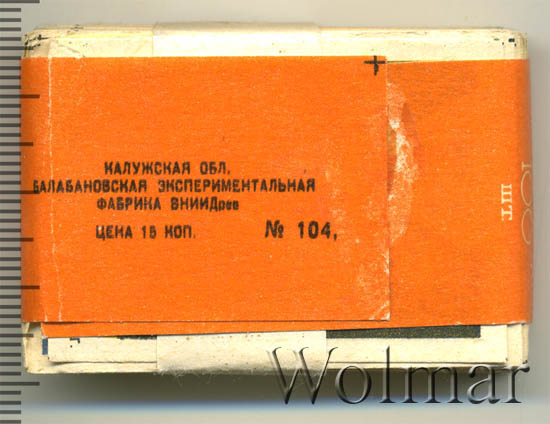 КАЛУЖСКАЯ ОБЛ.
БАЛАБАНОВСКАЯ ЭКСПЕРИМЕНТАЛЬНАЯ
ФАБРИКА ВНИИДрев
ЦЕНА 15 КОП. № 104,
100
ШТ.
Wolmar